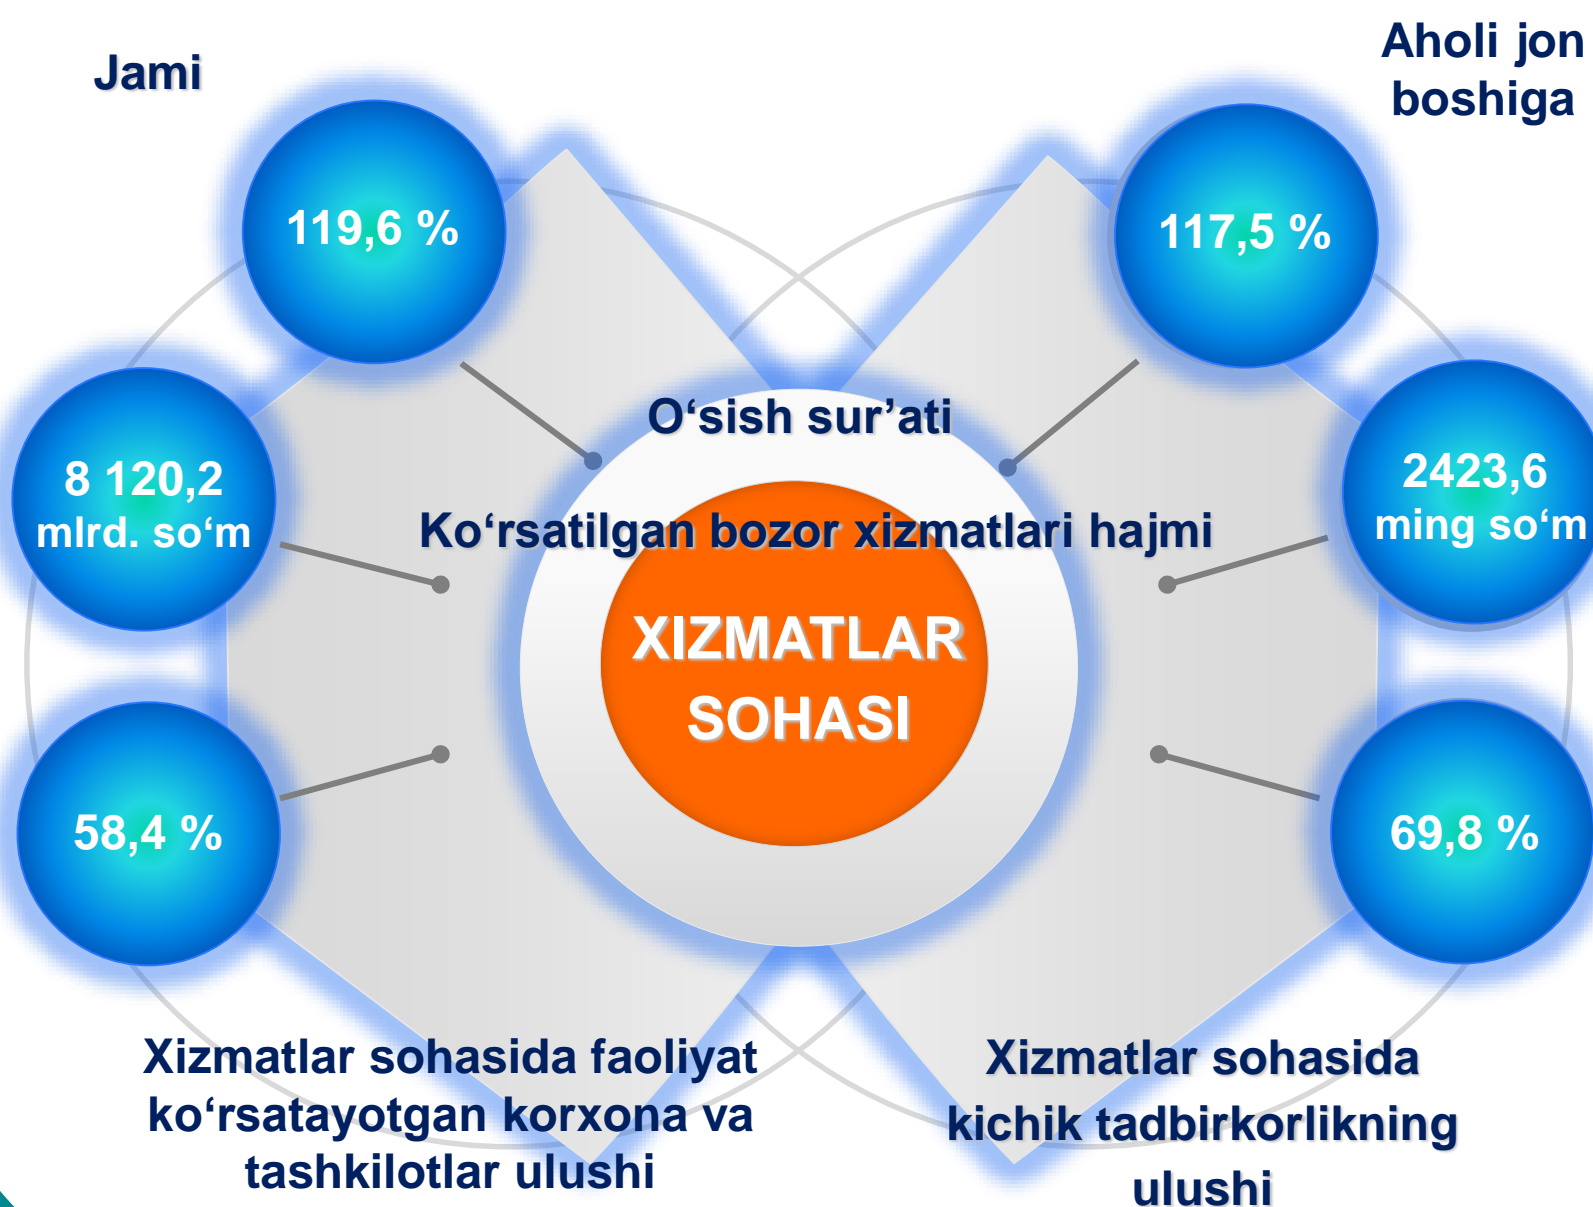 Jami
Aholi jon
boshiga
119,6 %
117,5 %
O‘sish sur’ati
8 120,2
mlrd. so‘m
2423,6
ming so‘m
Ko‘rsatilgan bozor xizmatlari hajmi
XIZMATLAR
SOHASI
58,4 %
69,8 %
Xizmatlar sohasida faoliyat
ko‘rsatayotgan korxona va
tashkilotlar ulushi
Xizmatlar sohasida
kichik tadbirkorlikning
ulushi